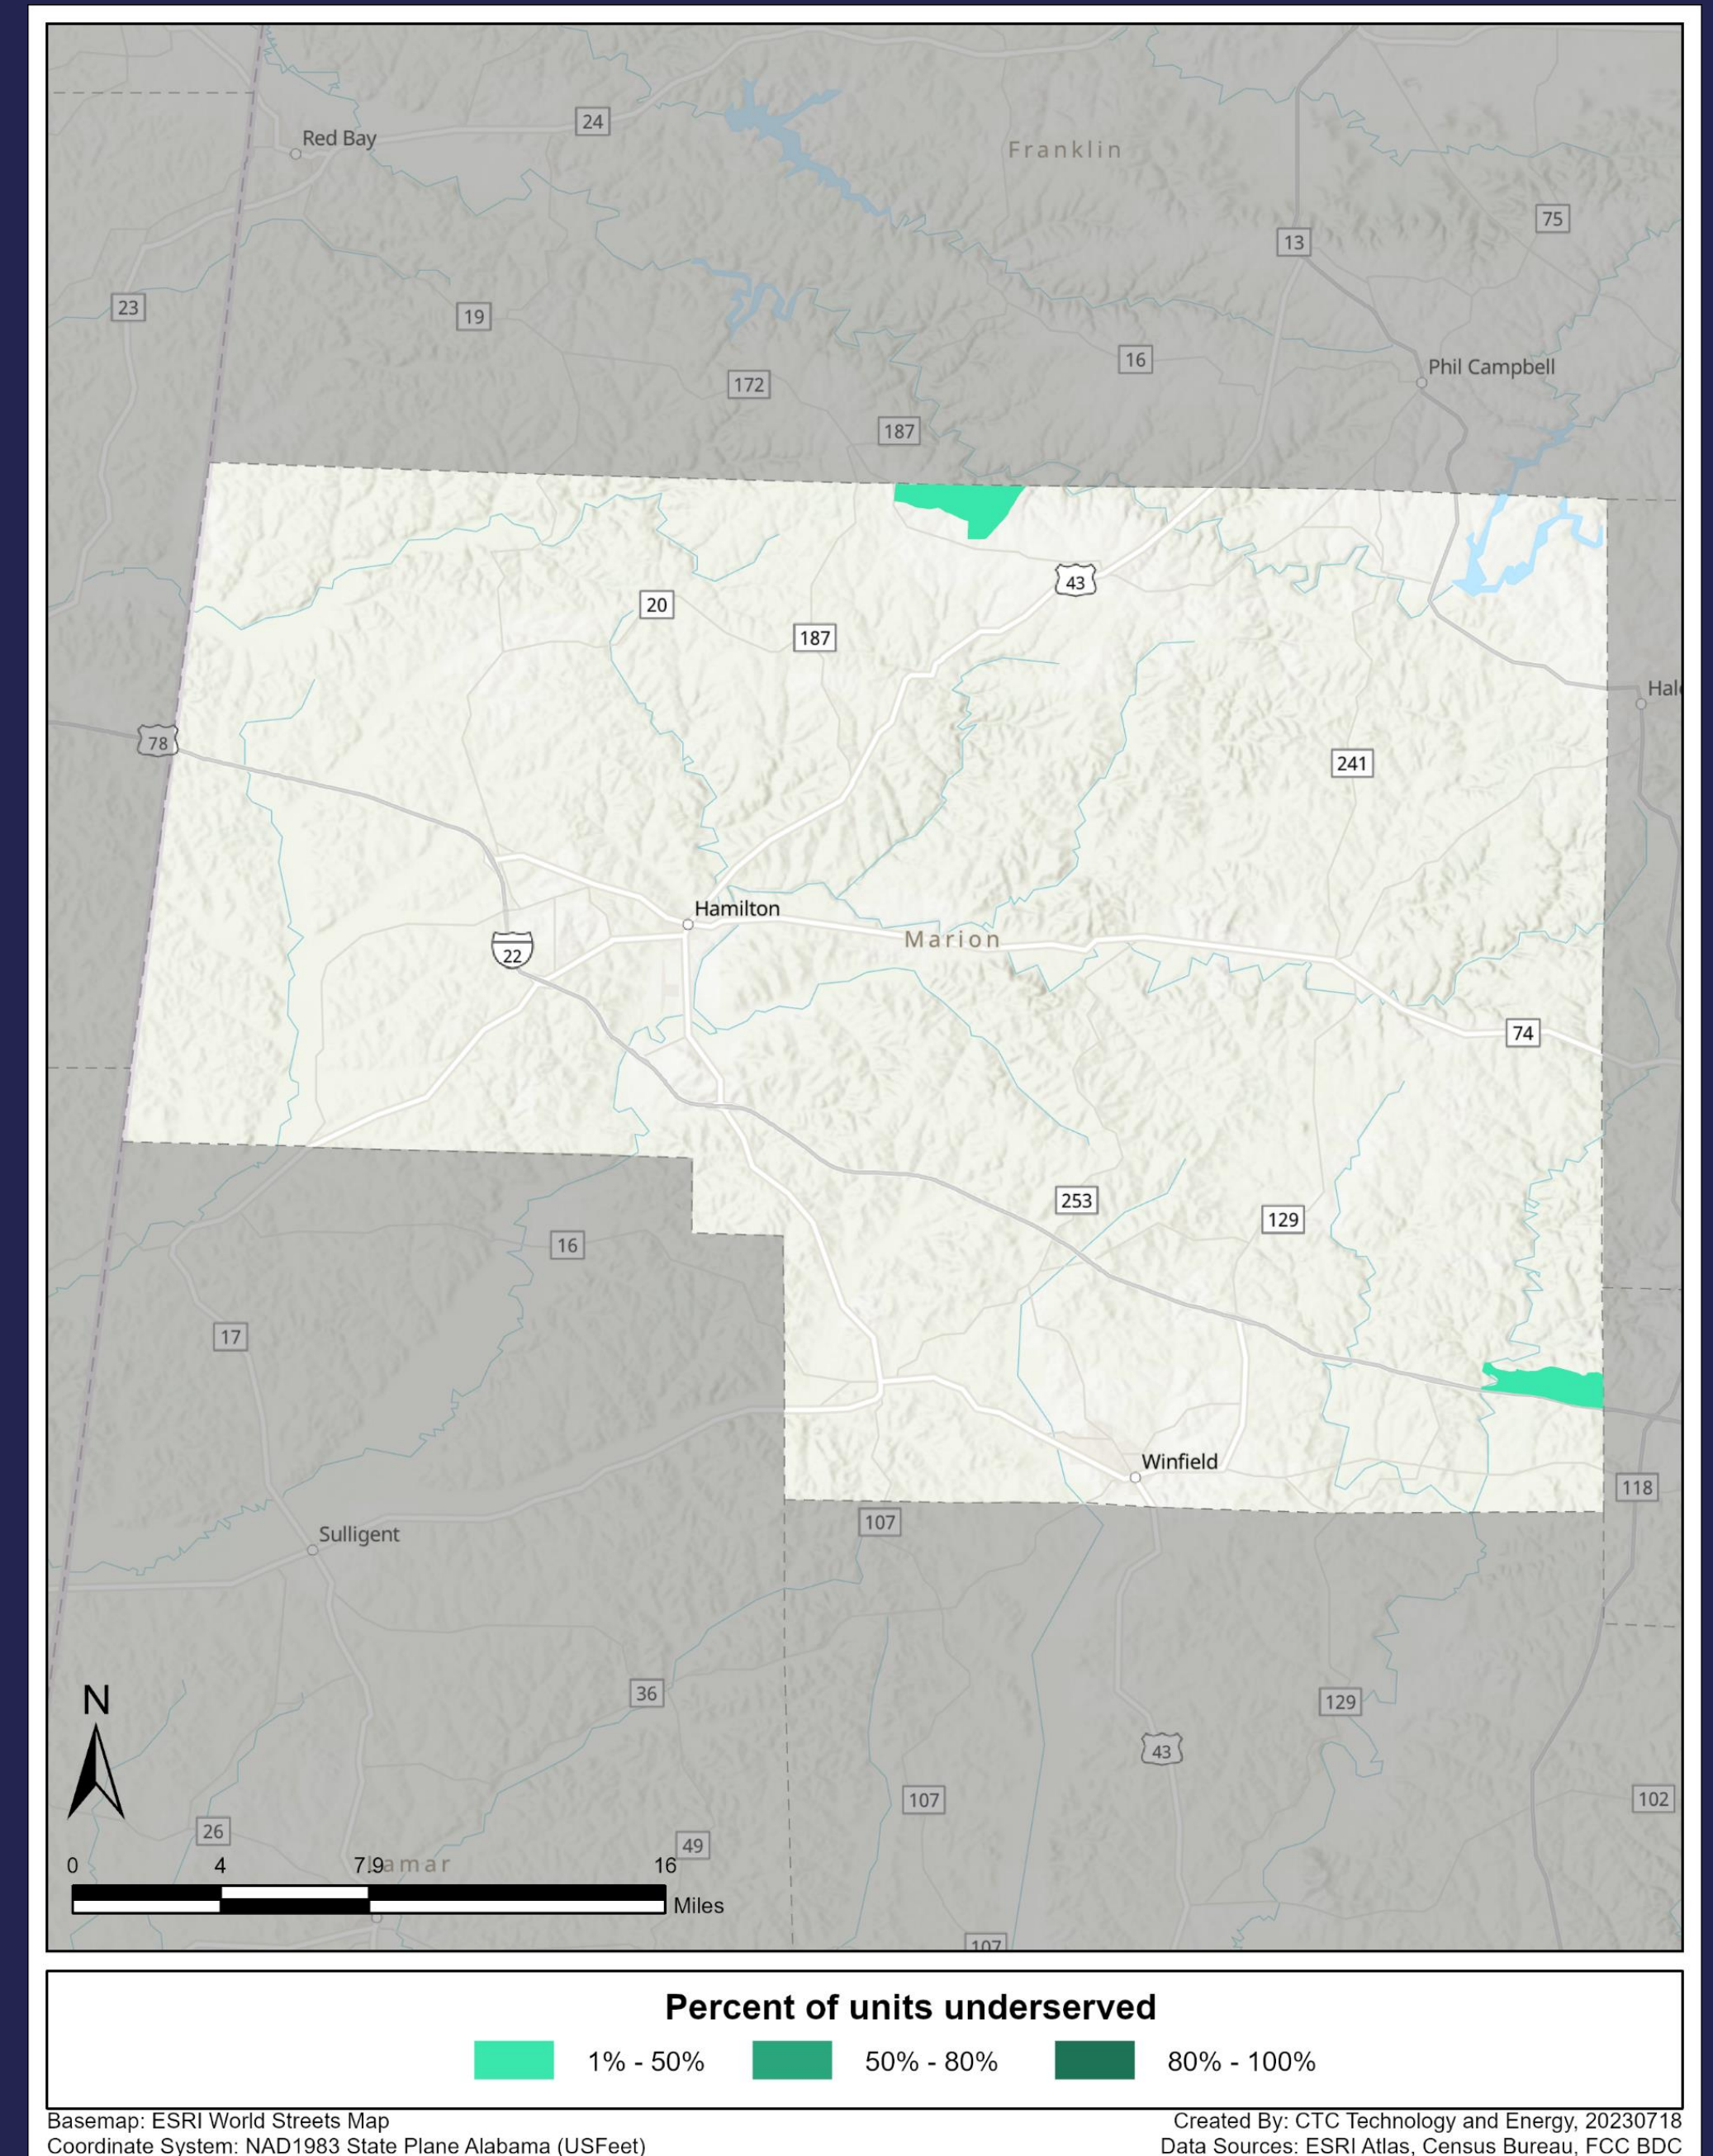 Red Bay
24
Franklin
75
13
23
19
16
Phil Campbell
172
187
43
20
187
78
241
Hamilton
Marion
22
74
253
129
16
17
Winfield
118
107
Sulligent
N
36
129
43
107
102
26
49
0 4 7.9 16
Miles
107
Percent of units underserved
1% - 50% 50% - 80% 80% - 100%
Basemap: ESRI World Streets Map
Created By: CTC Technology and Energy, 20230718
Coordinate System: NAD1983 State Plane Alabama (USFeet)
Data Sources: ESRI Atlas, Census Bureau, FCC BDC